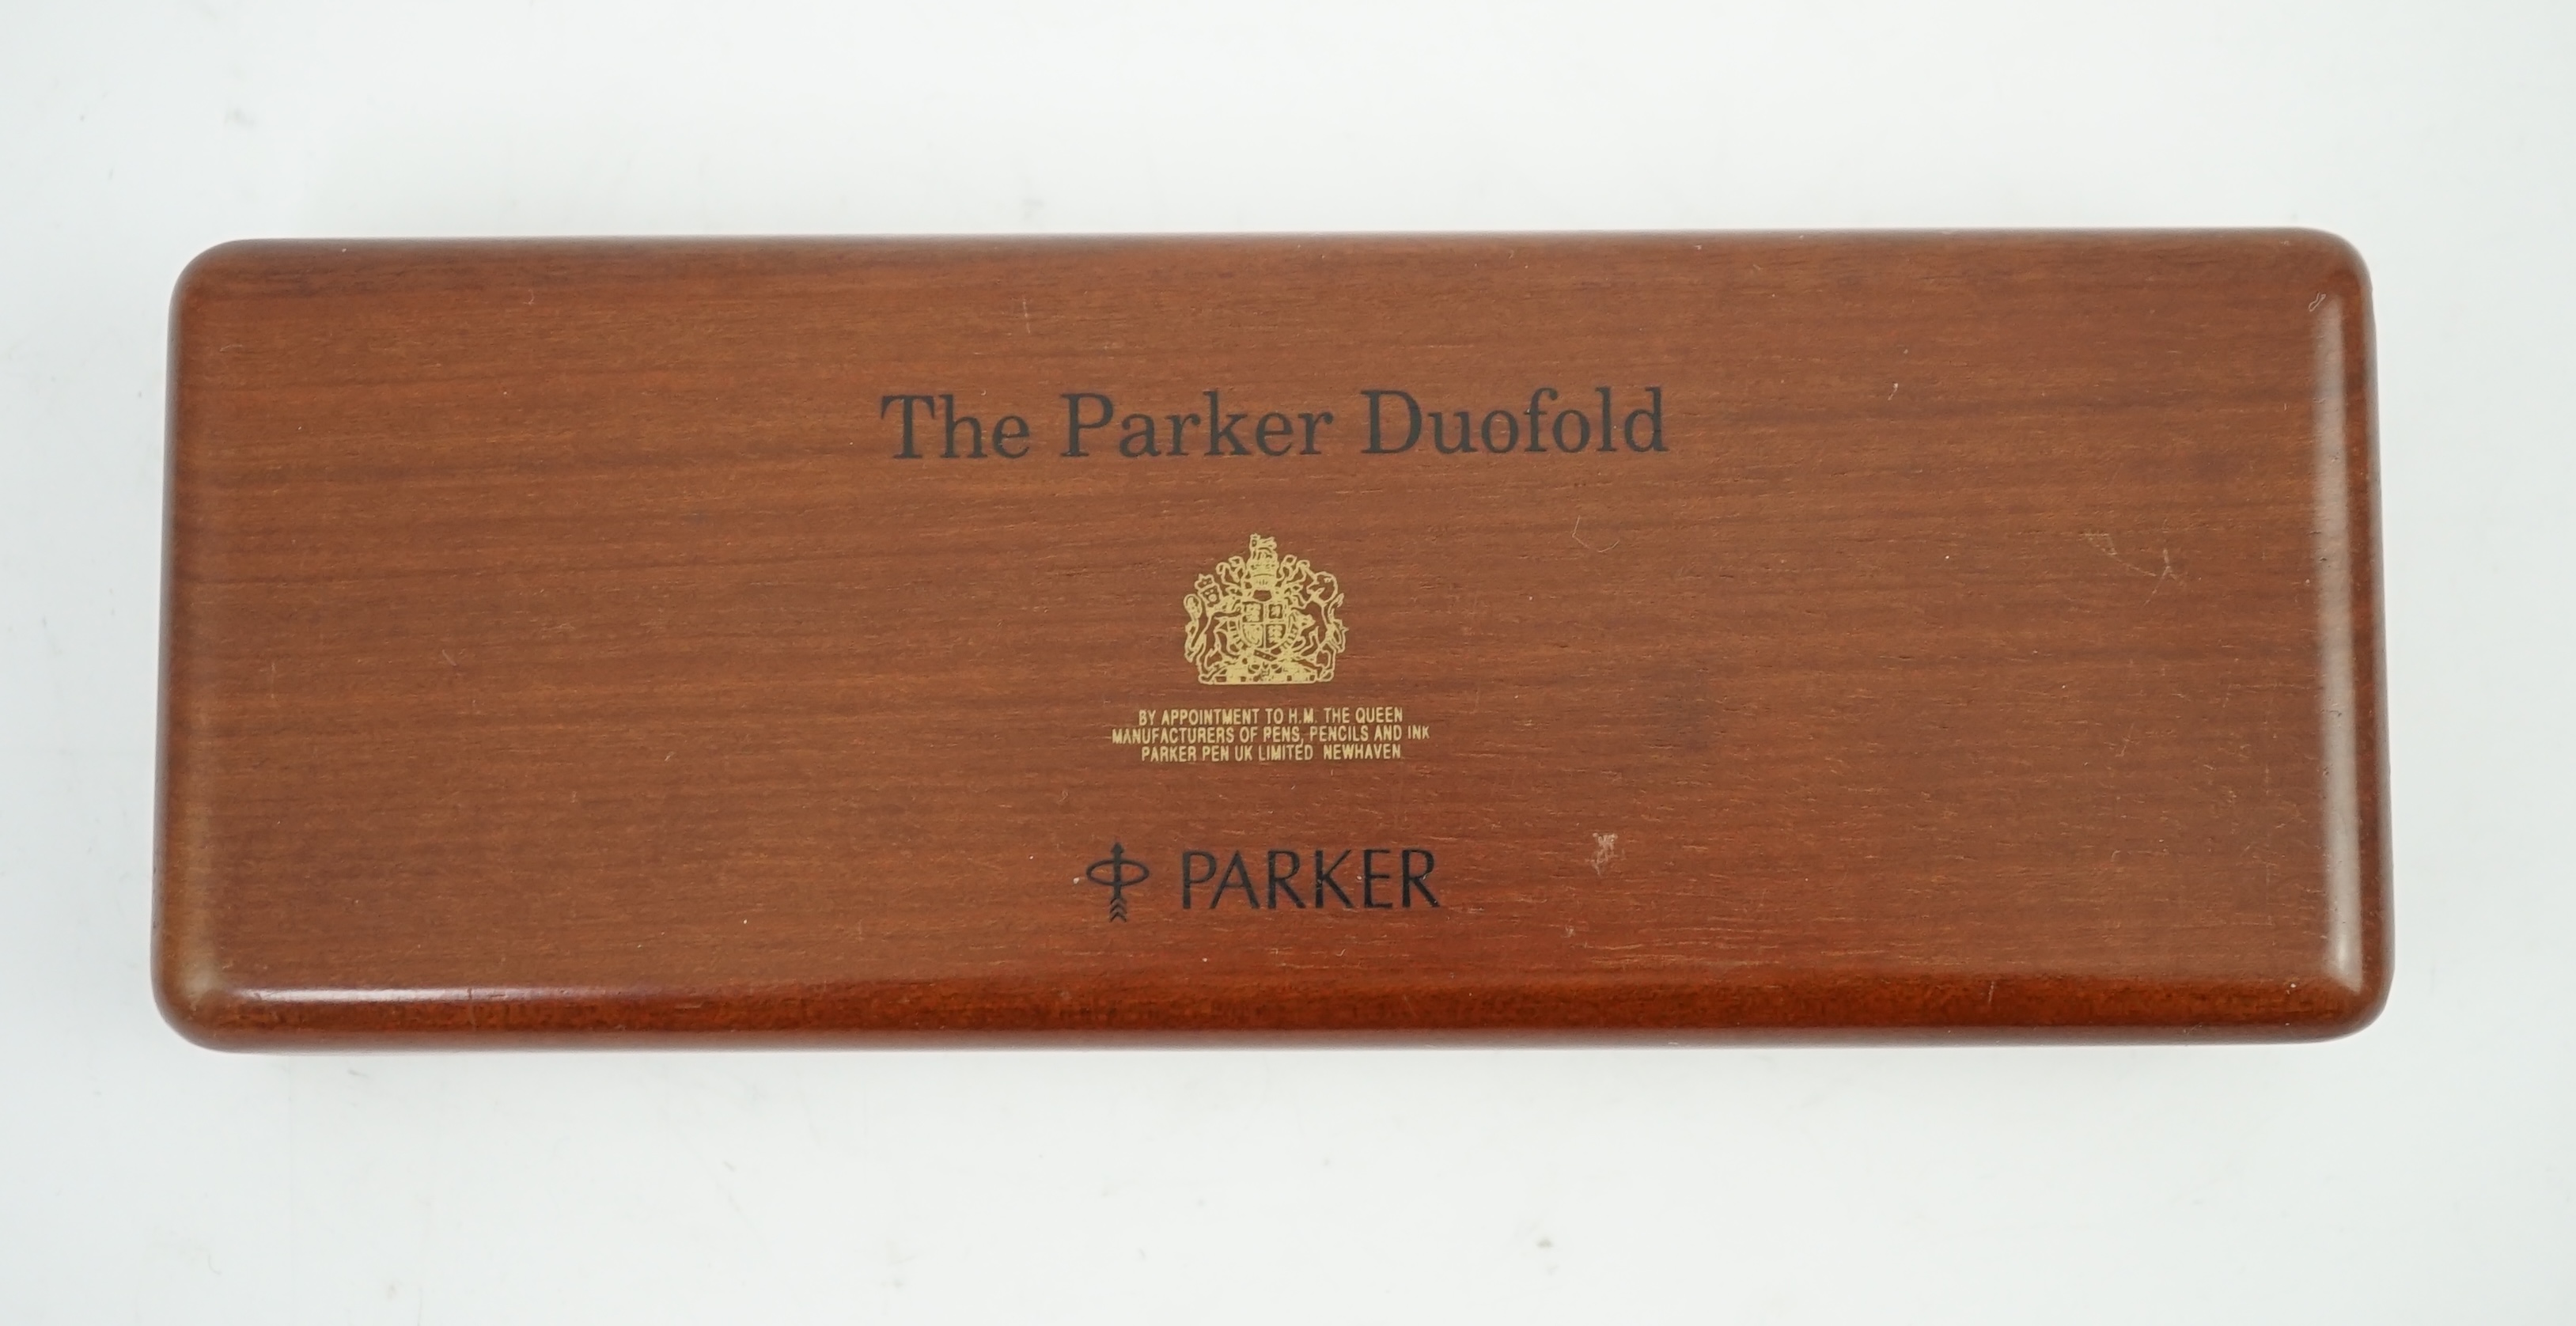 The Parker Duofold
BY APPOINTMENT TO H.M. THE QUEEN
MANUFACTURERS OF PENS, PENCILS AND INK
PARKER PEN UK LIMITED NEWHAVEN
PARKER